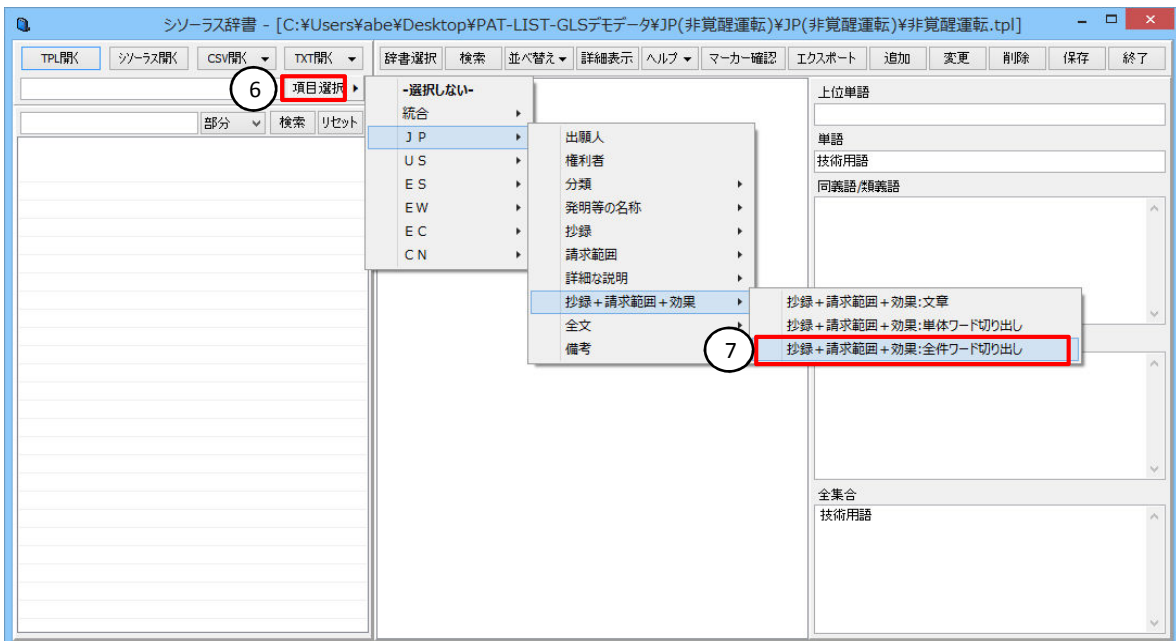 シソーラス辞書 - [C:¥Users¥abe¥Desktop¥PAT-LIST-GLSデモデータ¥JP(非覚醒運転)¥JP(非覚醒運転)¥非覚醒運転.tpl]
TPL開く シソーラス開く CSV開く TXT開く 辞書選択 検索 並べ替え 詳細表示 ヘルプ マーカー確認 エクスポート 追加 変更 削除 保存 終了
6 項目選択
部分 検索 リセット
-選択しない-
統合
JP
US
ES
EW
EC
CN
出願人
権利者
分類
発明等の名称
抄録
請求範囲
詳細な説明
抄録+請求範囲+効果
全文
備考
抄録+請求範囲+効果:文章
抄録+請求範囲+効果:単体ワード切り出し
7 抄録+請求範囲+効果:全件ワード切り出し
上位単語
単語
技術用語
同義語/類義語
全集合
技術用語